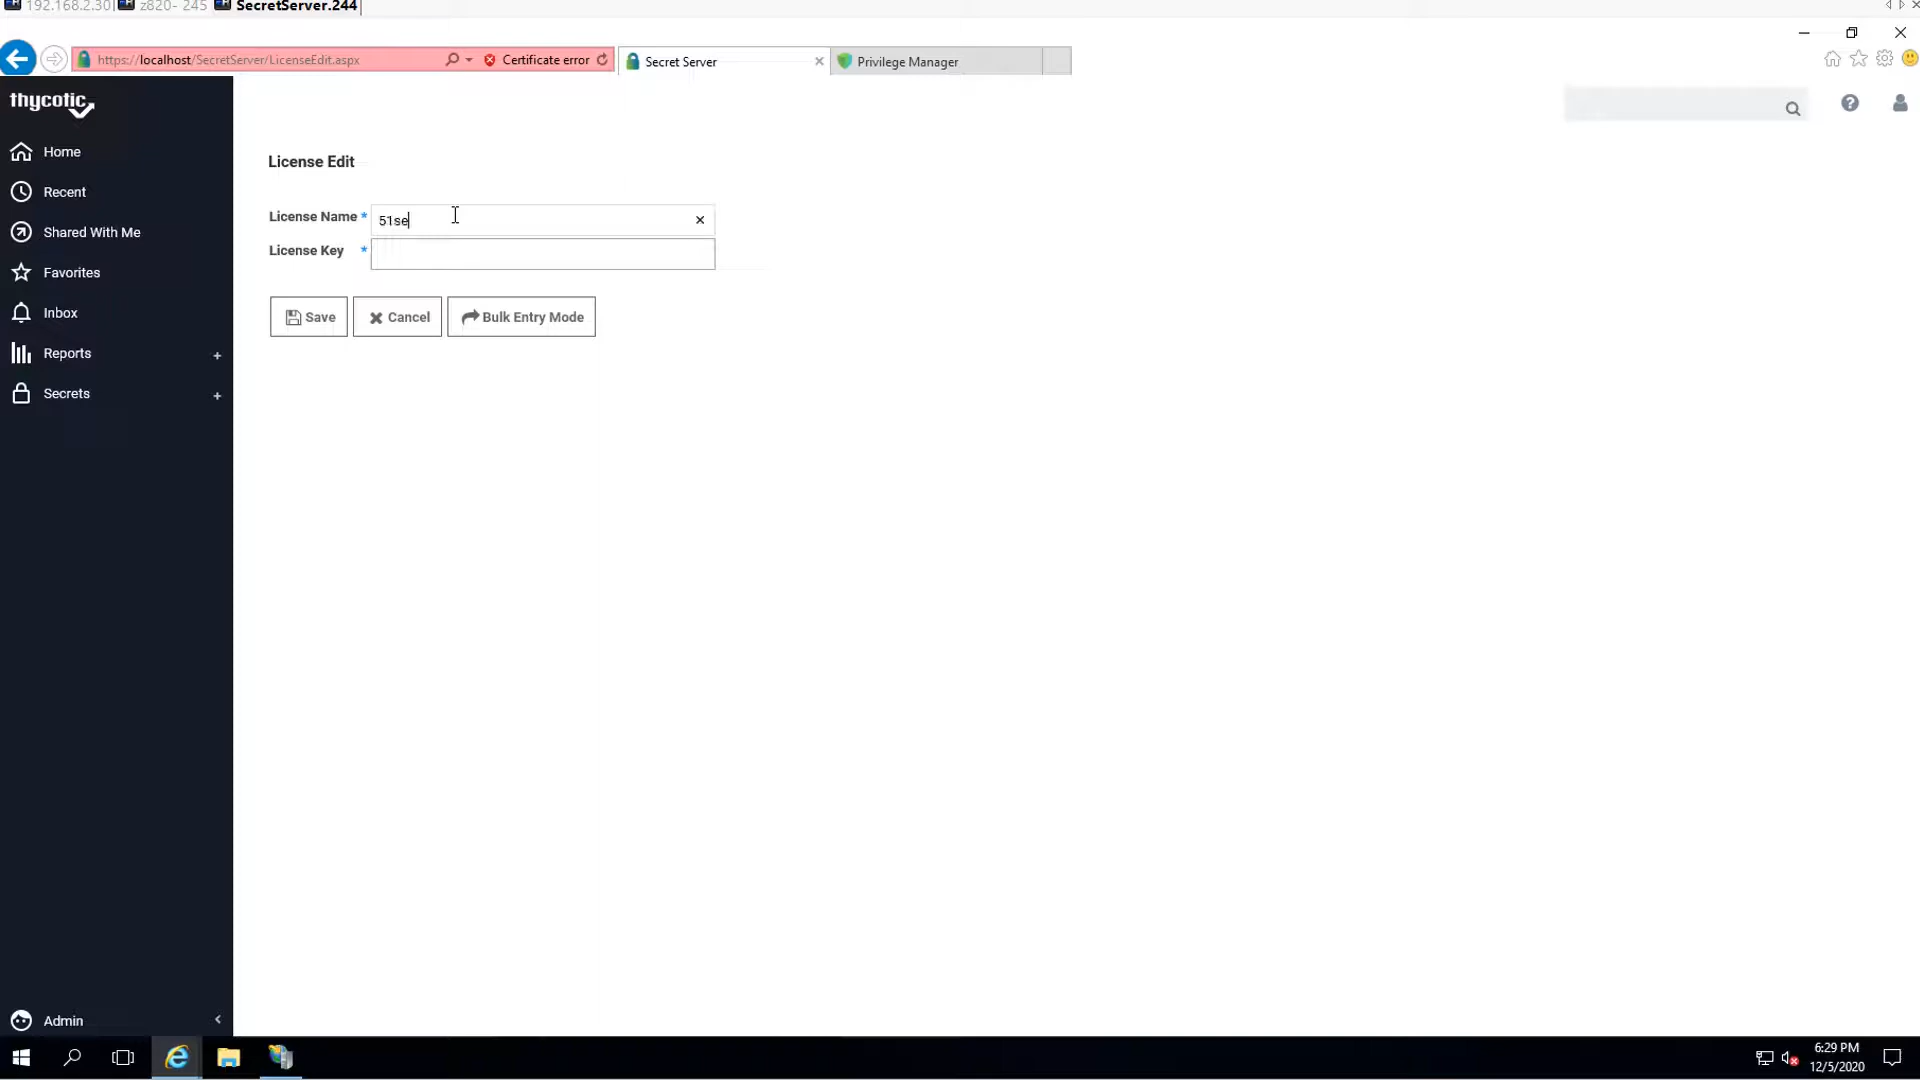 192.168.2.30 z820- 245 SecretServer.244
https://localhost/SecretServer/LicenseEdit.aspx Certificate error Secret Server Privilege Manager
thycotic
Home
Recent
Shared With Me
Favorites
Inbox
Reports +
Secrets +
Admin
License Edit
License Name * 51se
License Key *
Save Cancel Bulk Entry Mode
6:29 PM
12/5/2020